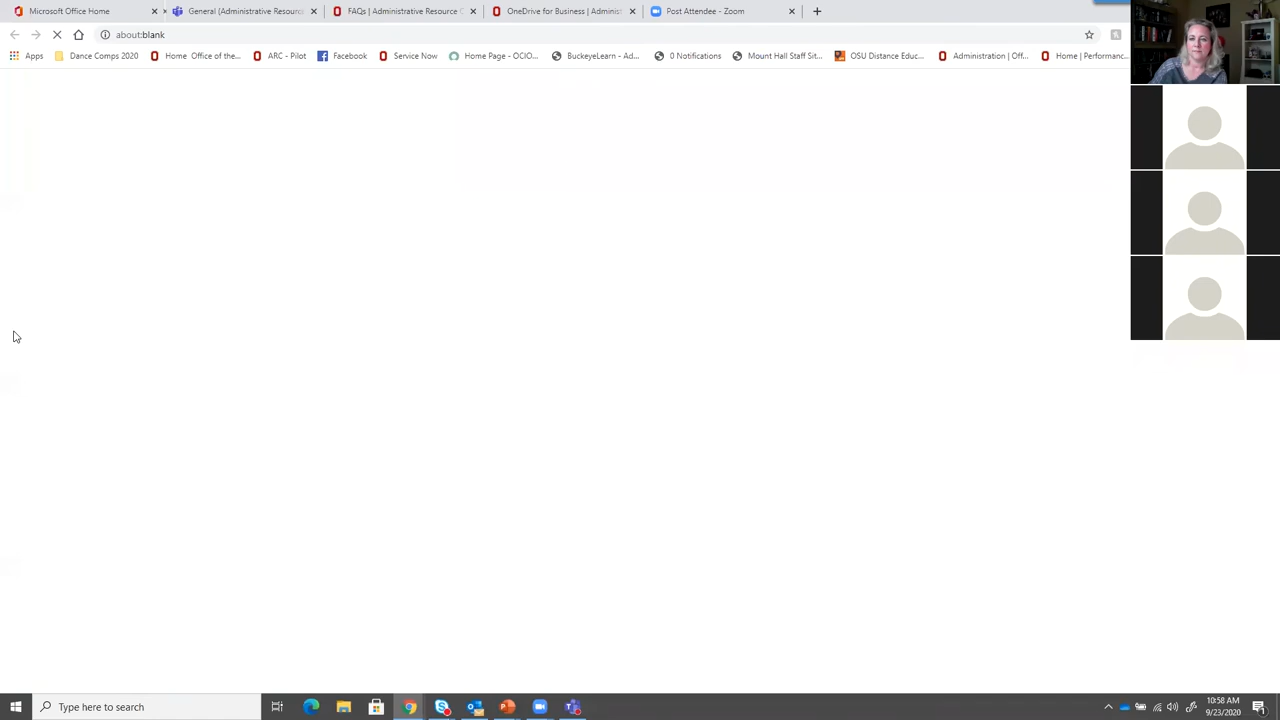 Microsoft Office Home
General (Administrative Resource
FAQs | Administrative Resource C
OneDrive for Business | Administ
Post Attendee - Zoom
about:blank
Apps
Dance Comps 2020
Home Office of the...
ARC - Pilot
Facebook
Service Now
Home Page - OCIO...
BuckeyeLearn - Ad...
0 Notifications
Mount Hall Staff Sit...
OSU Distance Educ...
Administration | Off...
Home | Performanc...
Type here to search
10:58 AM
9/23/2020
1